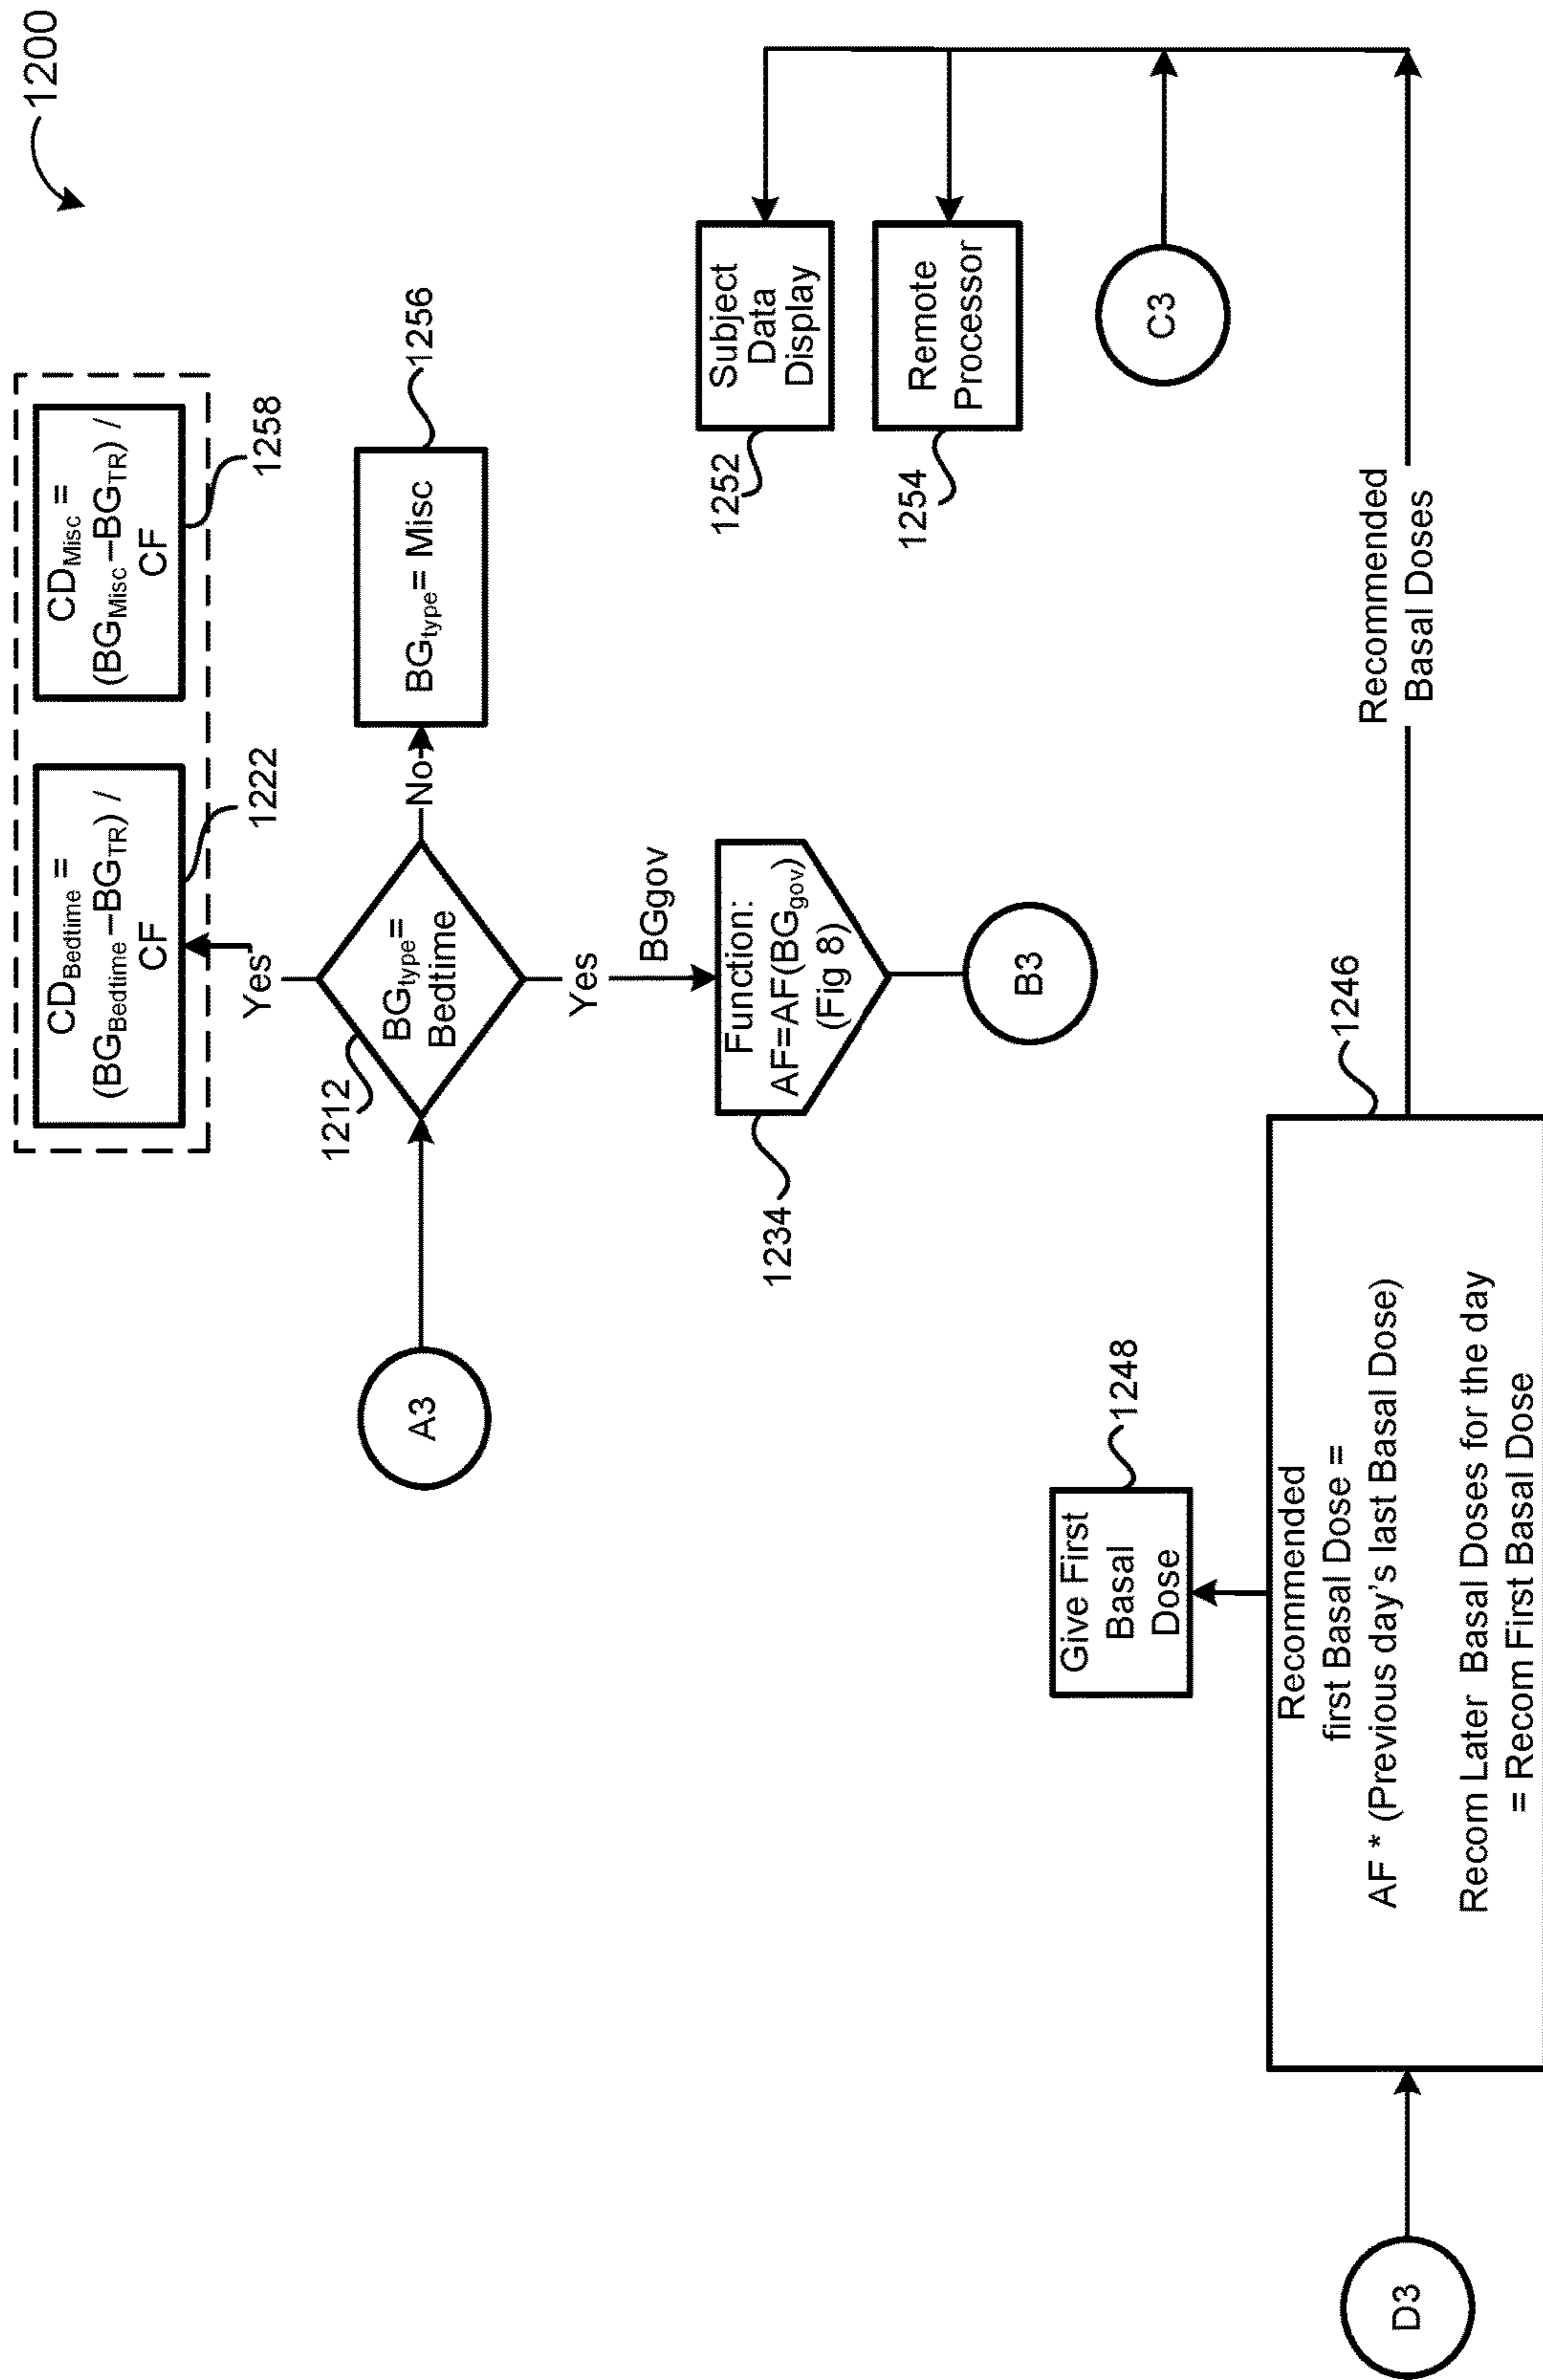 1200
CD_Bedtime =
(BG_Bedtime–BG_TR) /
CF
1222
CD_Misc =
(BG_Misc–BG_TR) /
CF
1258
Yes
A3
1212
BG_type=
Bedtime
No
BG_type= Misc
1256
Yes
BGgov
1234
Function:
AF=AF(BG_gov)
(Fig 8)
B3
1252
Subject
Data
Display
1254
Remote
Processor
C3
1248
Give First
Basal
Dose
D3
Recommended
first Basal Dose =
AF * (Previous day's last Basal Dose)
Recom Later Basal Doses for the day
= Recom First Basal Dose
1246
Recommended
Basal Doses